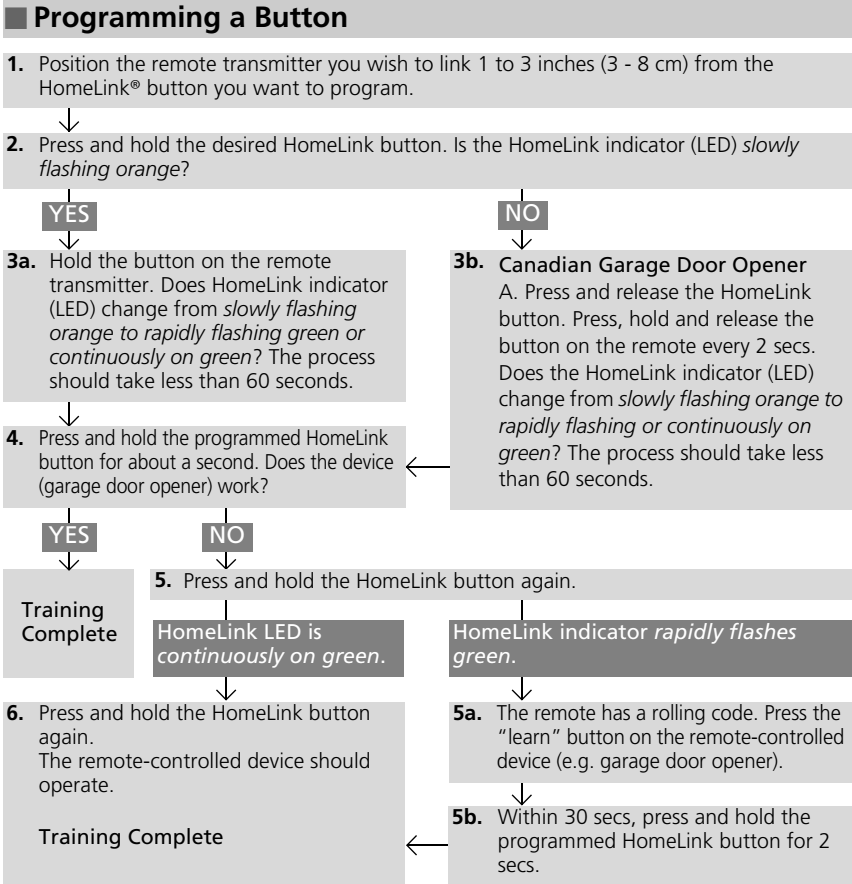 Programming a Button
1. Position the remote transmitter you wish to link 1 to 3 inches (3 - 8 cm) from the
HomeLink® button you want to program.
2. Press and hold the desired HomeLink button. Is the HomeLink indicator (LED) slowly
flashing orange?
YES
NO
3a. Hold the button on the remote
transmitter. Does HomeLink indicator
(LED) change from slowly flashing
orange to rapidly flashing green or
continuously on green? The process
should take less than 60 seconds.
3b. Canadian Garage Door Opener
A. Press and release the HomeLink
button. Press, hold and release the
button on the remote every 2 secs.
Does the HomeLink indicator (LED)
change from slowly flashing orange to
rapidly flashing or continuously on
green? The process should take less
than 60 seconds.
4. Press and hold the programmed HomeLink
button for about a second. Does the device
(garage door opener) work?
YES
NO
Training
Complete
5. Press and hold the HomeLink button again.
HomeLink LED is
continuously on green.
HomeLink indicator rapidly flashes
green.
6. Press and hold the HomeLink button
again.
The remote-controlled device should
operate.
Training Complete
5a. The remote has a rolling code. Press the
“learn” button on the remote-controlled
device (e.g. garage door opener).
5b. Within 30 secs, press and hold the
programmed HomeLink button for 2
secs.